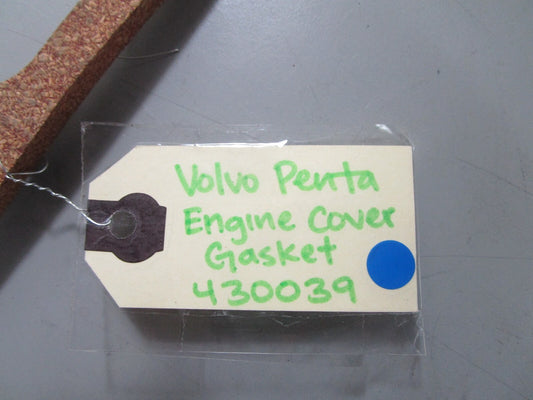 Volvo Penta
Engine Cover
Gasket
430039